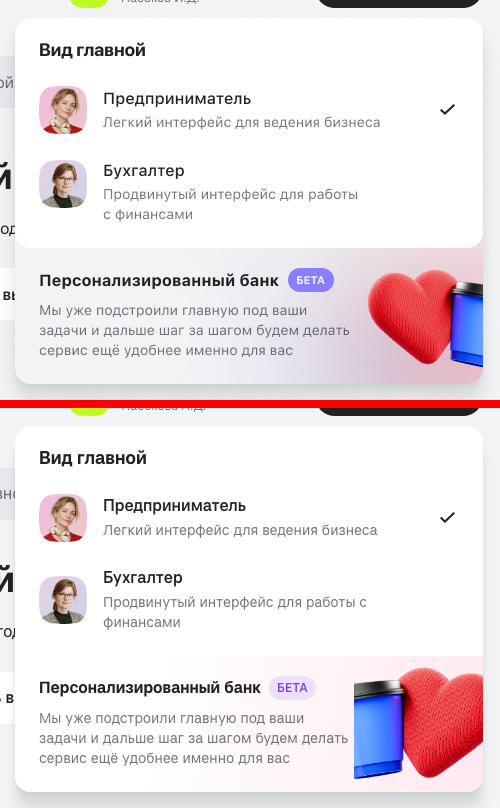 Вид главной
Предприниматель
Легкий интерфейс для ведения бизнеса
Бухгалтер
Продвинутый интерфейс для работы
с финансами
Персонализированный банк БЕТА
Мы уже подстроили главную под ваши
задачи и дальше шаг за шагом будем делать
сервис ещё удобнее именно для вас
Вид главной
Предприниматель
Легкий интерфейс для ведения бизнеса
Бухгалтер
Продвинутый интерфейс для работы с
финансами
Персонализированный банк БЕТА
Мы уже подстроили главную под ваши
задачи и дальше шаг за шагом будем делать
сервис ещё удобнее именно для вас